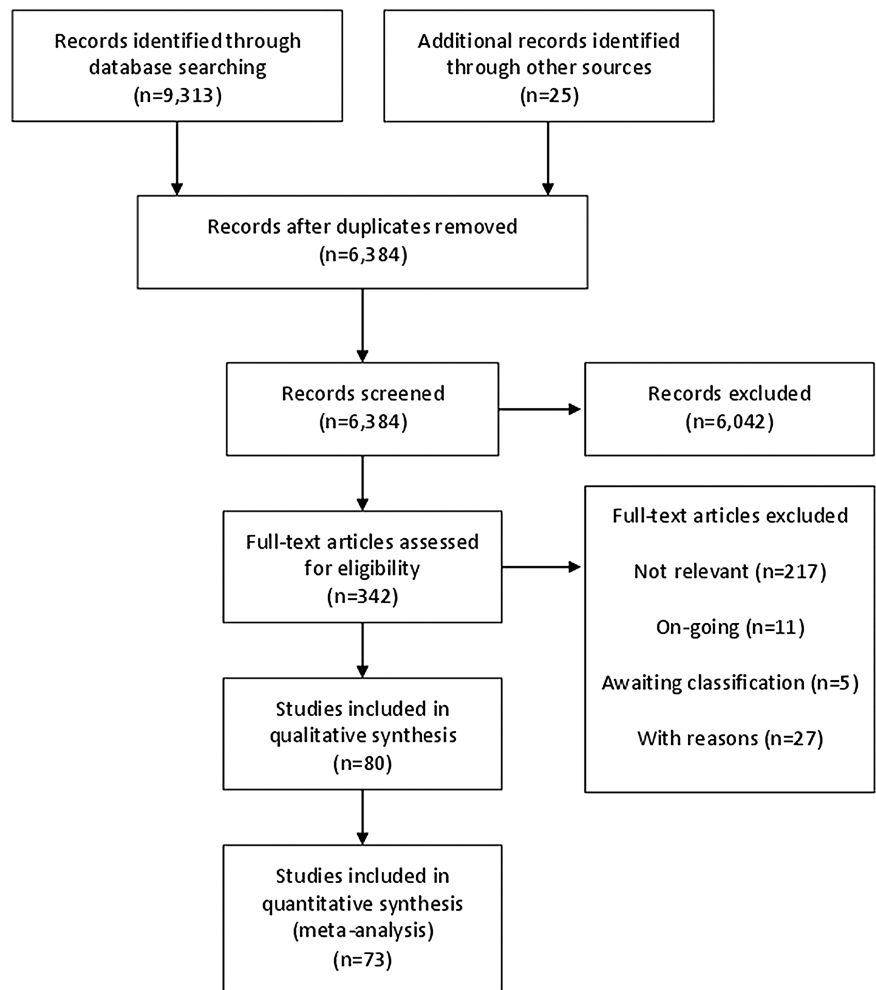 Records identified through
database searching
(n=9,313)
Additional records identified
through other sources
(n=25)
Records after duplicates removed
(n=6,384)
Records screened
(n=6,384)
Records excluded
(n=6,042)
Full-text articles assessed
for eligibility
(n=342)
Full-text articles excluded
Not relevant (n=217)
On-going (n=11)
Awaiting classification (n=5)
With reasons (n=27)
Studies included in
qualitative synthesis
(n=80)
Studies included in
quantitative synthesis
(meta-analysis)
(n=73)